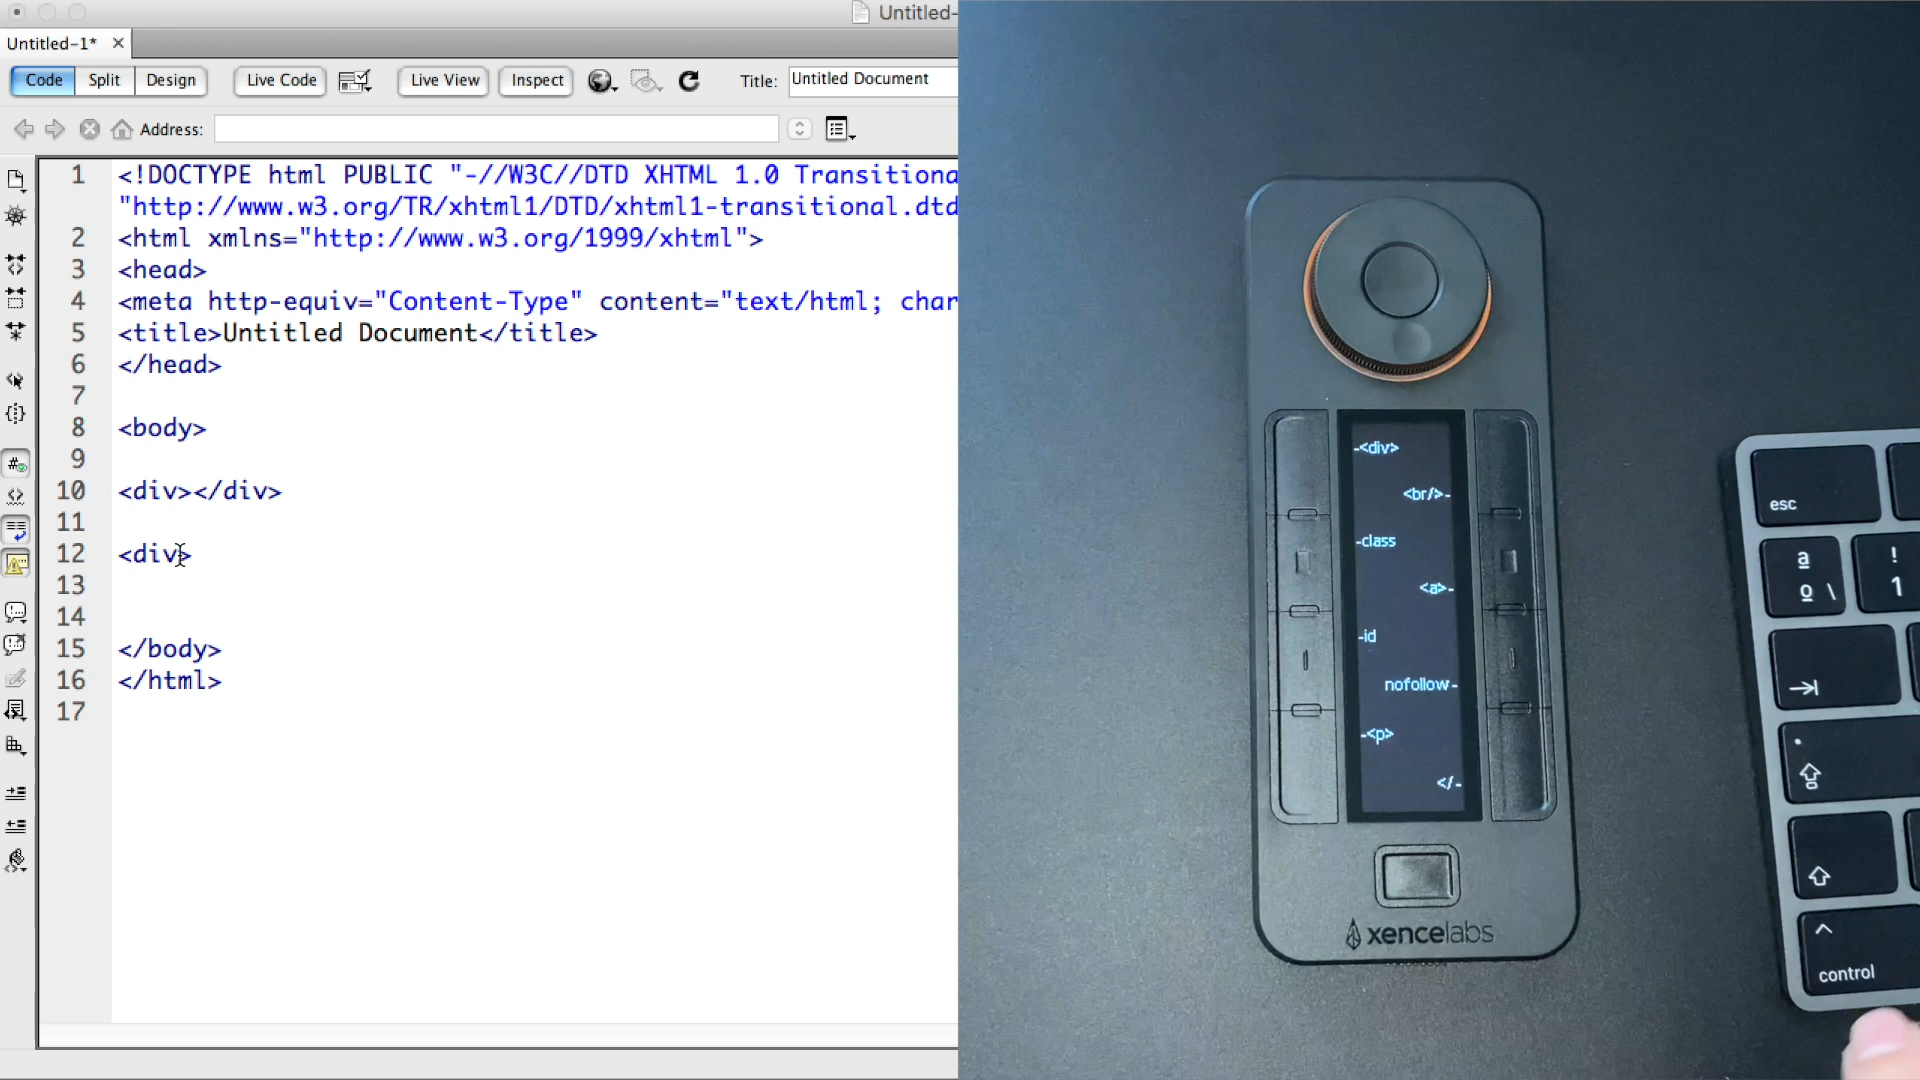 Untitled-
Untitled-1*
Code Split Design Live Code Live View Inspect Title: Untitled Document
Address:
1 <!DOCTYPE html PUBLIC "-//W3C//DTD XHTML 1.0 Transitiona
"http://www.w3.org/TR/xhtml1/DTD/xhtml1-transitional.dtd
2 <html xmlns="http://www.w3.org/1999/xhtml">
3 <head>
4 <meta http-equiv="Content-Type" content="text/html; char
5 <title>Untitled Document</title>
6 </head>
7
8 <body>
9
10 <div></div>
11
12 <div>
13
14
15 </body>
16 </html>
17
-<div>
<br/>-
-class
<a>-
-id
nofollow-
-<p>
</-
xencelabs
esc
a
o \
!
1
control